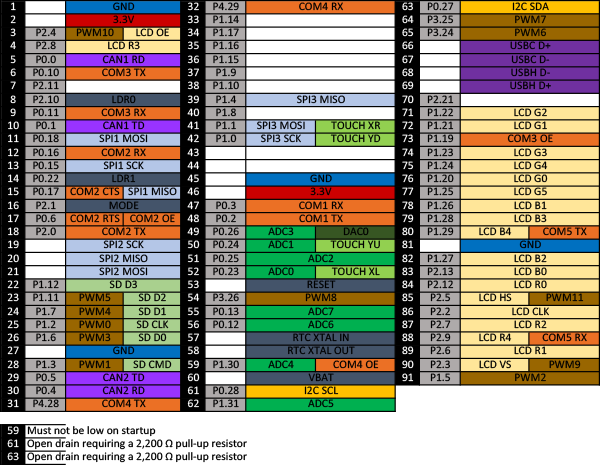 1 GND
2 3.3V
3 P2.4 PWM10 LCD OE
4 P2.8 LCD R3
5 P0.0 CAN1 RD
6 P0.10 COM3 TX
7 P2.11
8 P2.10 LDR0
9 P0.11 COM3 RX
10 P0.1 CAN1 TD
11 P0.18 SPI1 MOSI
12 P0.16 COM2 RX
13 P0.15 SPI1 SCK
14 P0.22 LDR1
15 P0.17 COM2 CTS SPI1 MISO
16 P2.1 MODE
17 P0.6 COM2 RTS COM2 OE
18 P2.0 COM2 TX
19 SPI2 SCK
20 SPI2 MISO
21 SPI2 MOSI
22 P1.12 SD D3
23 P1.11 PWM5 SD D2
24 P1.7 PWM4 SD D1
25 P1.2 PWM0 SD CLK
26 P1.6 PWM3 SD D0
27 GND
28 P1.3 PWM1 SD CMD
29 P0.5 CAN2 TD
30 P0.4 CAN2 RD
31 P4.28 COM4 TX
32 P4.29 COM4 RX
33 P1.14
34 P1.17
35 P1.16
36 P1.15
37 P1.9
38 P1.10
39 P1.4 SPI3 MISO
40 P1.8
41 P1.1 SPI3 MOSI TOUCH XR
42 P1.0 SPI3 SCK TOUCH YD
43
44
45 GND
46 3.3V
47 P0.3 COM1 RX
48 P0.2 COM1 TX
49 P0.26 ADC3 DAC0
50 P0.24 ADC1 TOUCH YU
51 P0.25 ADC2
52 P0.23 ADC0 TOUCH XL
53 RESET
54 P3.26 PWM8
55 P0.13 ADC7
56 P0.12 ADC6
57 RTC XTAL IN
58 RTC XTAL OUT
59 P1.30 ADC4 COM4 OE
60 VBAT
61 P0.28 I2C SCL
62 P1.31 ADC5
63 P0.27 I2C SDA
64 P3.25 PWM7
65 P3.24 PWM6
66 USBC D+
67 USBC D-
68 USBH D-
69 USBH D+
70 P2.21
71 P1.22 LCD G2
72 P1.21 LCD G1
73 P1.19 COM3 OE
74 P1.23 LCD G3
75 P1.24 LCD G4
76 P1.20 LCD G0
77 P1.25 LCD G5
78 P1.26 LCD B1
79 P1.28 LCD B3
80 P1.29 LCD B4 COM5 TX
81 GND
82 P1.27 LCD B2
83 P2.13 LCD B0
84 P2.12 LCD R0
85 P2.5 LCD HS PWM11
86 P2.2 LCD CLK
87 P2.7 LCD R2
88 P2.9 LCD R4 COM5 RX
89 P2.6 LCD R1
90 P2.3 LCD VS PWM9
91 P1.5 PWM2
59 Must not be low on startup
61 Open drain requiring a 2,200 Ω pull-up resistor
63 Open drain requiring a 2,200 Ω pull-up resistor